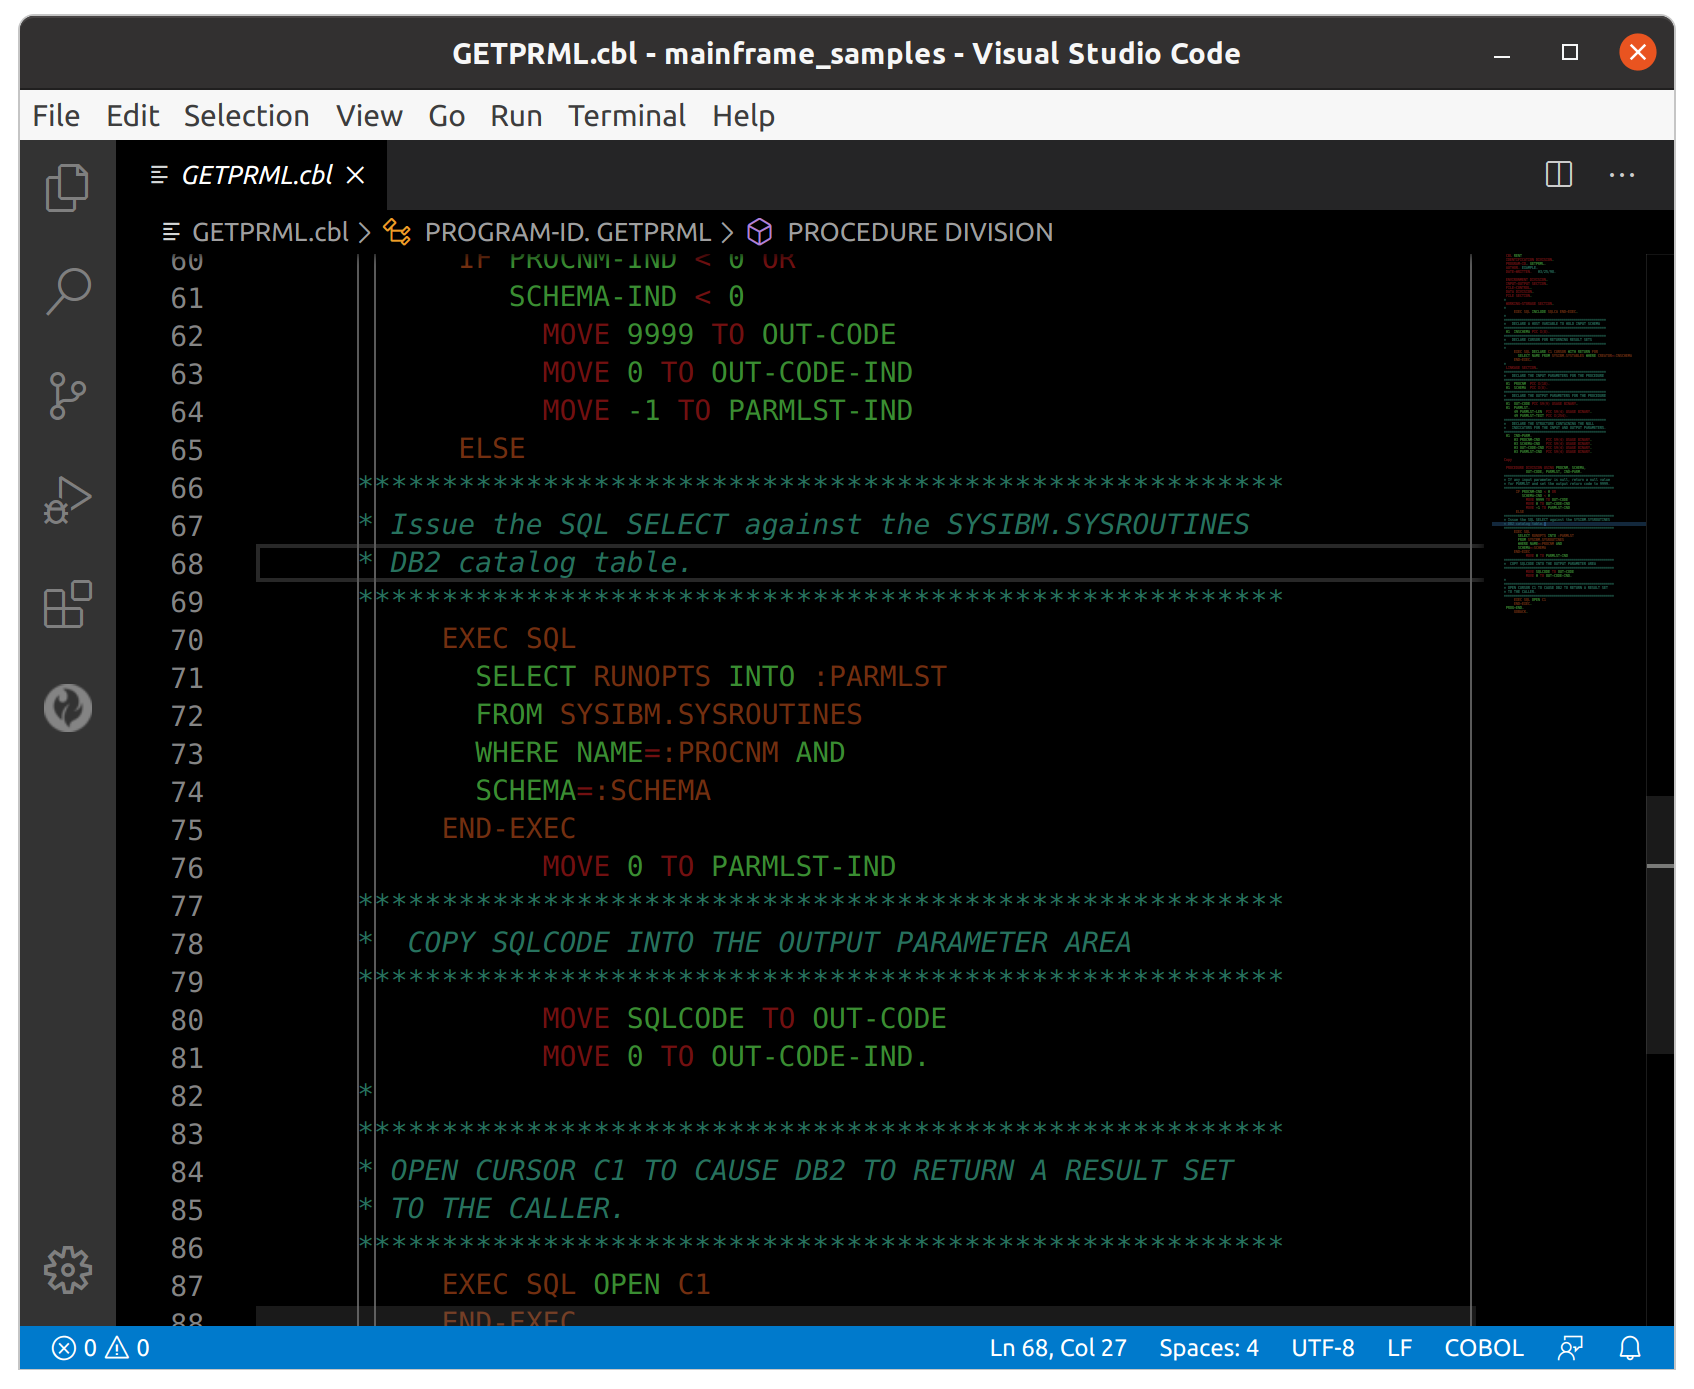 GETPRML.cbl - mainframe_samples - Visual Studio Code
File Edit Selection View Go Run Terminal Help
GETPRML.cbl
GETPRML.cbl > PROGRAM-ID. GETPRML > PROCEDURE DIVISION
60 IF PROCNM-IND < 0 OR
61 SCHEMA-IND < 0
62 MOVE 9999 TO OUT-CODE
63 MOVE 0 TO OUT-CODE-IND
64 MOVE -1 TO PARMLST-IND
65 ELSE
66 *******************************************************
67 * Issue the SQL SELECT against the SYSIBM.SYSROUTINES
68 * DB2 catalog table.
69 *******************************************************
70 EXEC SQL
71 SELECT RUNOPTS INTO :PARMLST
72 FROM SYSIBM.SYSROUTINES
73 WHERE NAME=:PROCNM AND
74 SCHEMA=:SCHEMA
75 END-EXEC
76 MOVE 0 TO PARMLST-IND
77 *******************************************************
78 * COPY SQLCODE INTO THE OUTPUT PARAMETER AREA
79 *******************************************************
80 MOVE SQLCODE TO OUT-CODE
81 MOVE 0 TO OUT-CODE-IND.
82 *
83 *******************************************************
84 * OPEN CURSOR C1 TO CAUSE DB2 TO RETURN A RESULT SET
85 * TO THE CALLER.
86 *******************************************************
87 EXEC SQL OPEN C1
88 END-EXEC
0 0 Ln 68, Col 27 Spaces: 4 UTF-8 LF COBOL